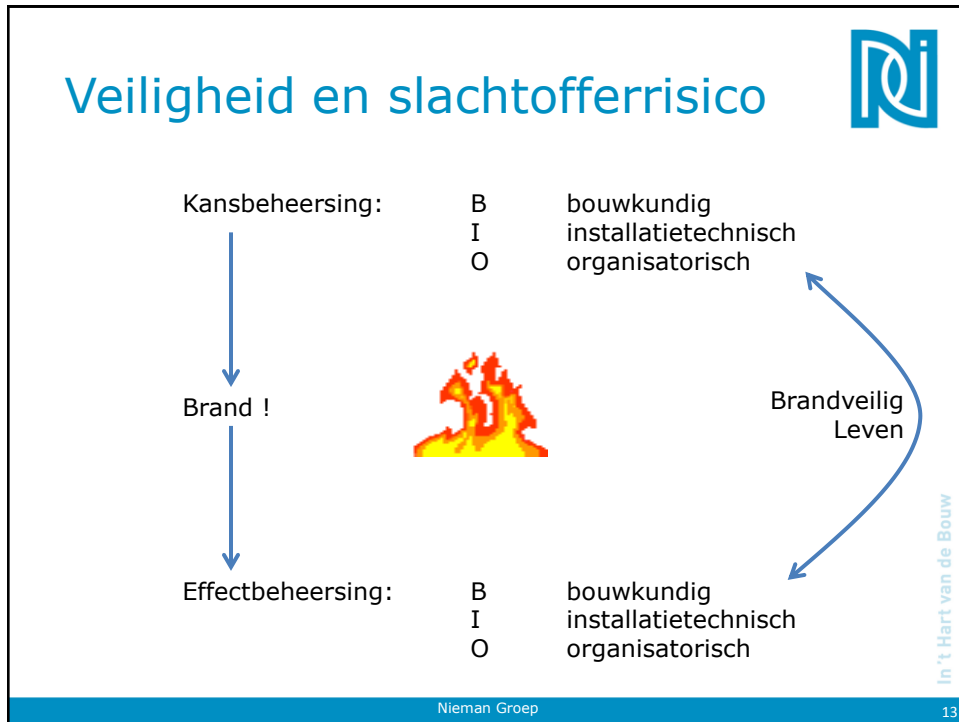 Veiligheid en slachtofferrisico
Kansbeheersing: B bouwkundig
I installatietechnisch
O organisatorisch
Brand !
Brandveilig
Leven
Effectbeheersing: B bouwkundig
I installatietechnisch
O organisatorisch
In 't Hart van de Bouw
Nieman Groep
13